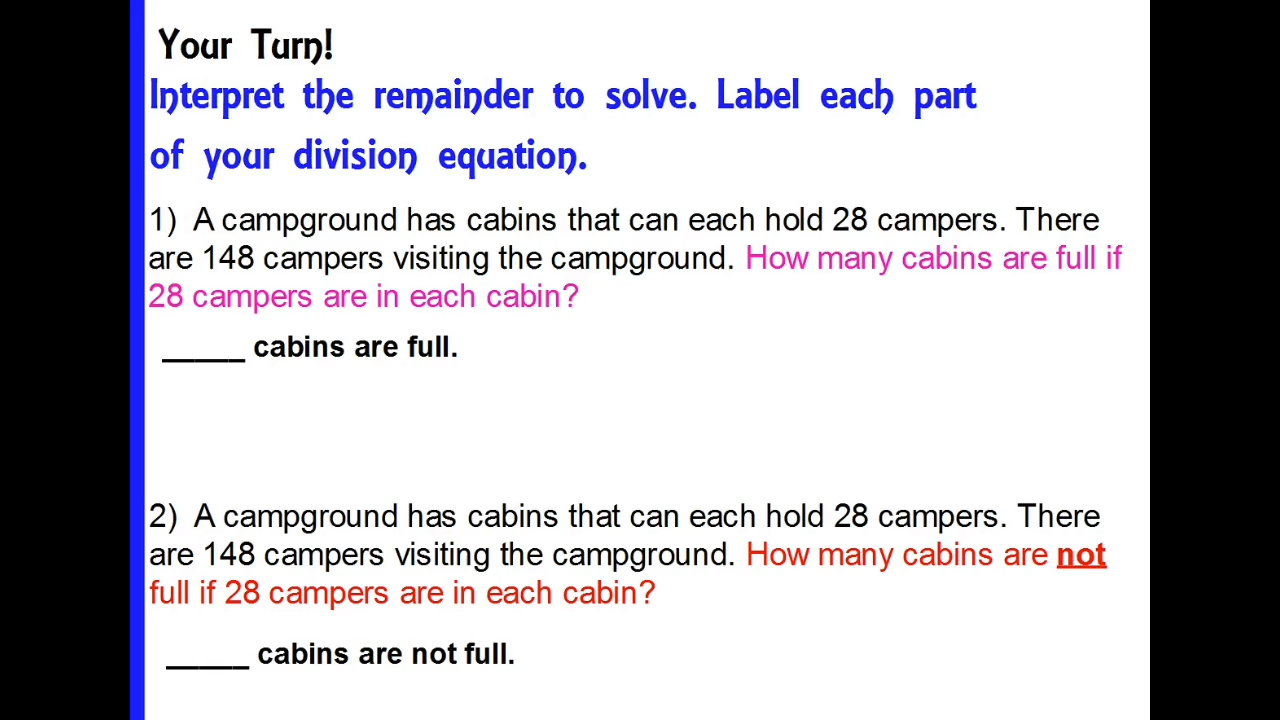 Your Turn!
Interpret the remainder to solve. Label each part
of your division equation.
1) A campground has cabins that can each hold 28 campers. There
are 148 campers visiting the campground. How many cabins are full if
28 campers are in each cabin?
_____ cabins are full.
2) A campground has cabins that can each hold 28 campers. There
are 148 campers visiting the campground. How many cabins are not
full if 28 campers are in each cabin?
_____ cabins are not full.